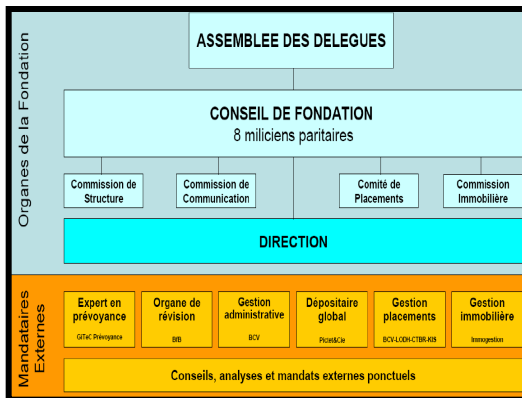 Organes de la Fondation
ASSEMBLEE DES DELEGUES
CONSEIL DE FONDATION
8 miliciens paritaires
Commission de
Structure
Commission de
Communication
Comité de
Placements
Commission
Immobilière
DIRECTION
Mandataires
Externes
Expert en
prévoyance
GiTeC Prévoyance
Organe de
révision
BfB
Gestion
administrative
BCV
Dépositaire
global
Pictet&Cie
Gestion
placements
BCV-LODH-CTBR-KIS
Gestion
immobilière
Immogestion
Conseils, analyses et mandats externes ponctuels